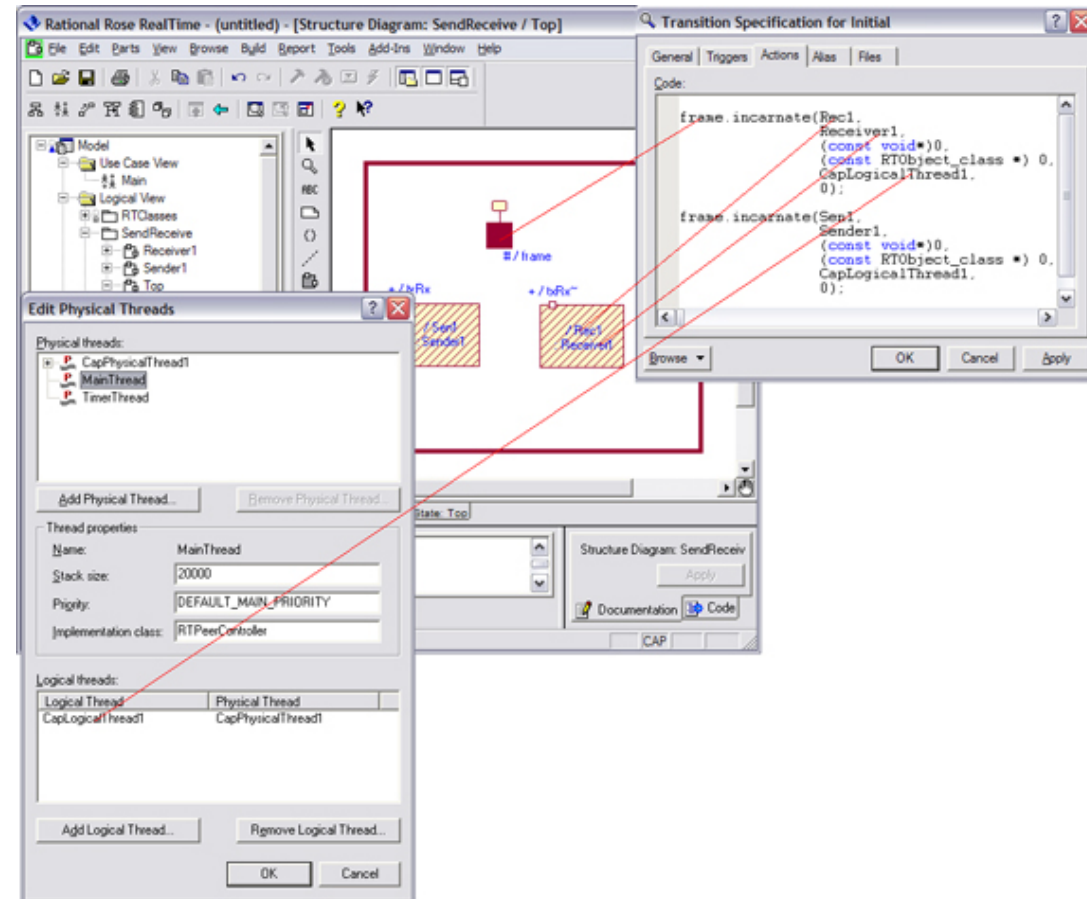 Rational Rose RealTime - (untitled) - [Structure Diagram: SendReceive / Top]
File Edit Parts View Browse Build Report Tools Add-Ins Window Help
ABC
Model
Use Case View
Main
Logical View
RTClasses
SendReceive
Receiver1
Sender1
Top
# / frame
+ / txRx
+ / txRx~
/ Sen1
Sender1
/ Rec1
Receiver1
State: Top
Structure Diagram: SendReceiv
Apply
Documentation
Code
CAP
Transition Specification for Initial
General Triggers Actions Alias Files
Code:
frame.incarnate(Rec1,
Receiver1,
(const void*)0,
(const RTObject_class *) 0,
CapLogicalThread1,
0);
frame.incarnate(Sen1,
Sender1,
(const void*)0,
(const RTObject_class *) 0,
CapLogicalThread1,
0);
Browse
OK Cancel Apply
Edit Physical Threads
Physical threads:
CapPhysicalThread1
MainThread
TimerThread
Add Physical Thread... Remove Physical Thread...
Thread properties
Name: MainThread
Stack size: 20000
Priority: DEFAULT_MAIN_PRIORITY
Implementation class: RTPeerController
Logical threads:
Logical Thread Physical Thread
CapLogicalThread1 CapPhysicalThread1
Add Logical Thread... Remove Logical Thread...
OK Cancel